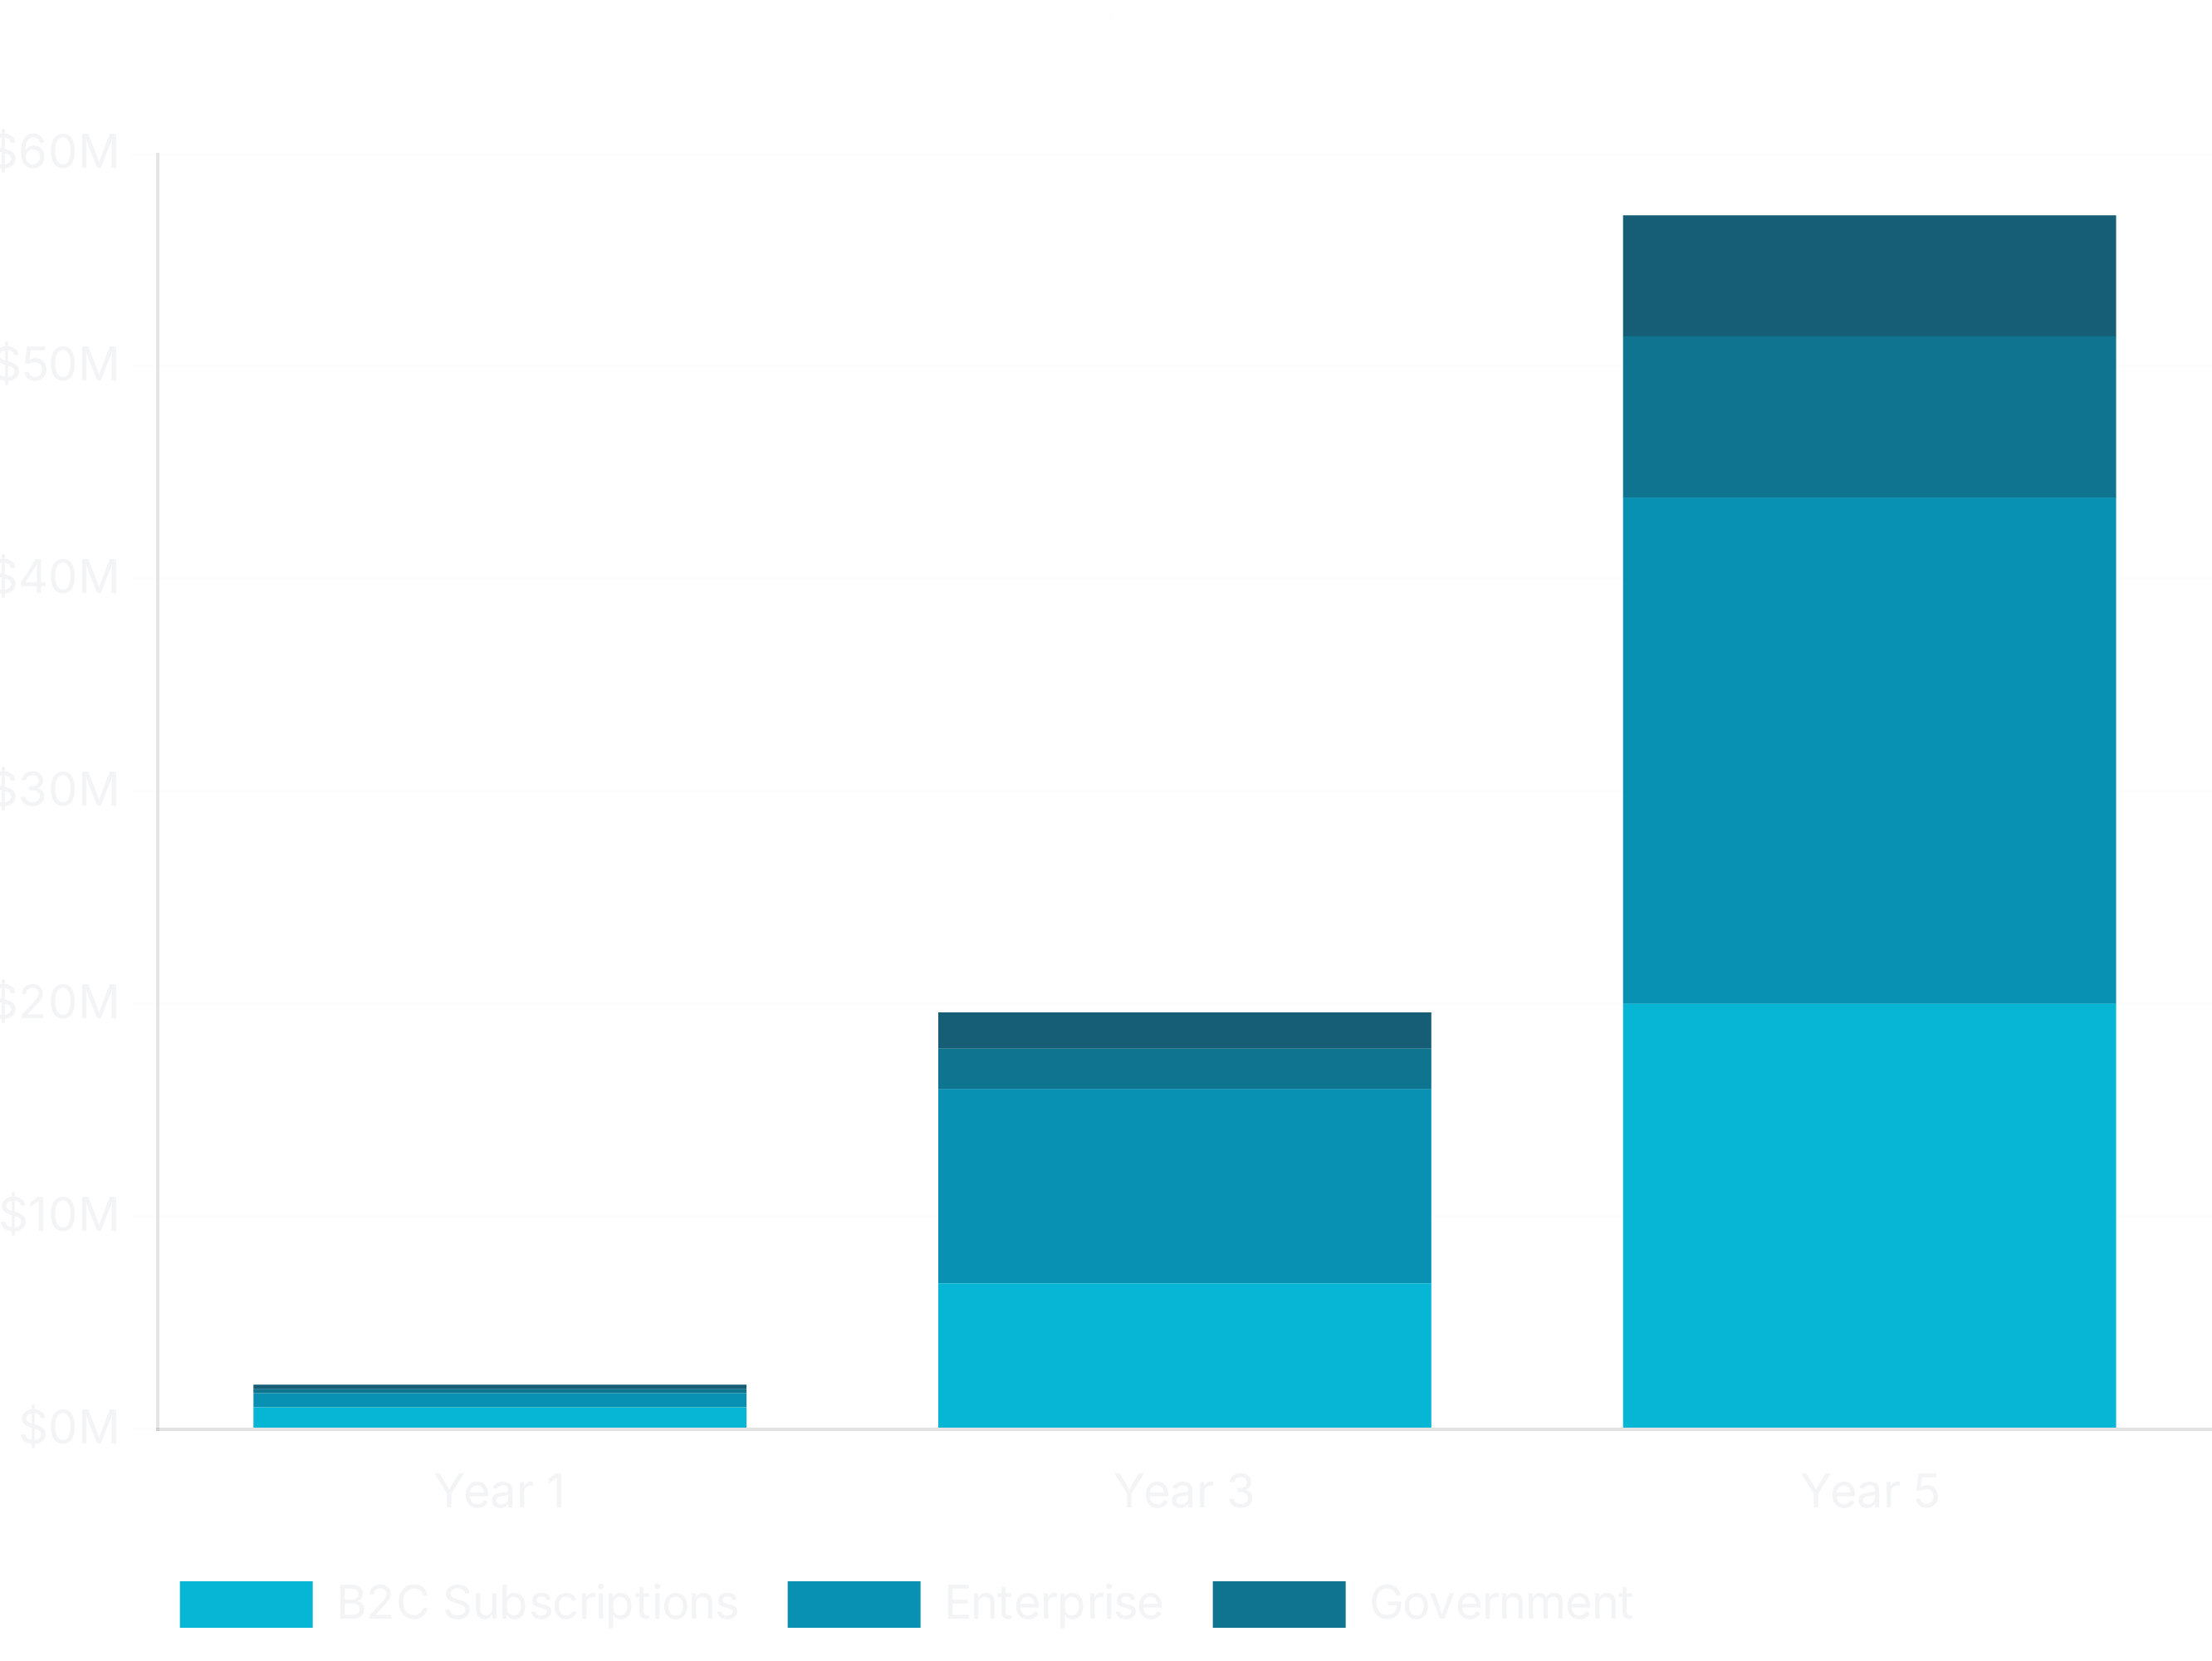 $60M
$50M
$40M
$30M
$20M
$10M
$0M
Year 1 Year 3 Year 5
B2C Subscriptions Enterprise Government